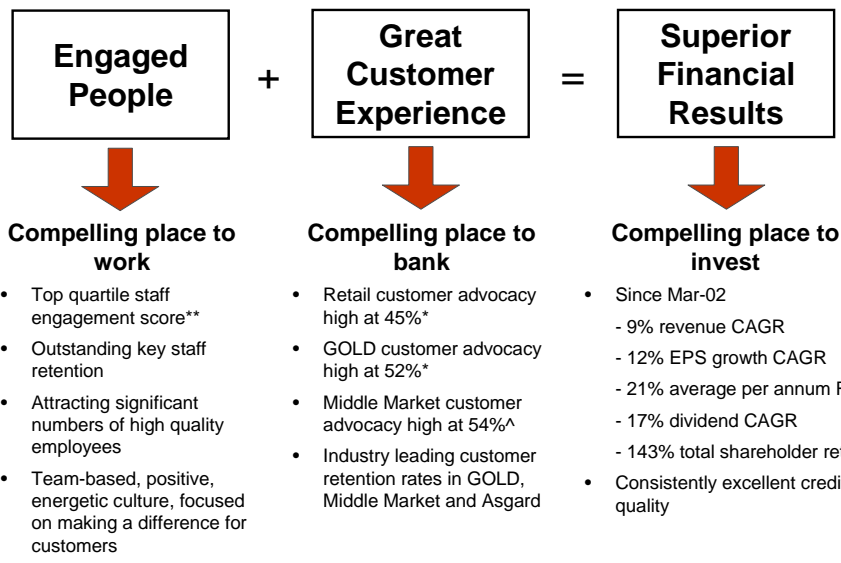 Engaged
People
+
Great
Customer
Experience
=
Superior
Financial
Results
Compelling place to
work
• Top quartile staff
engagement score**
• Outstanding key staff
retention
• Attracting significant
numbers of high quality
employees
• Team-based, positive,
energetic culture, focused
on making a difference for
customers
Compelling place to
bank
• Retail customer advocacy
high at 45%*
• GOLD customer advocacy
high at 52%*
• Middle Market customer
advocacy high at 54%^
• Industry leading customer
retention rates in GOLD,
Middle Market and Asgard
Compelling place to
invest
• Since Mar-02
- 9% revenue CAGR
- 12% EPS growth CAGR
- 21% average per annum
- 17% dividend CAGR
- 143% total shareholder
• Consistently excellent
quality